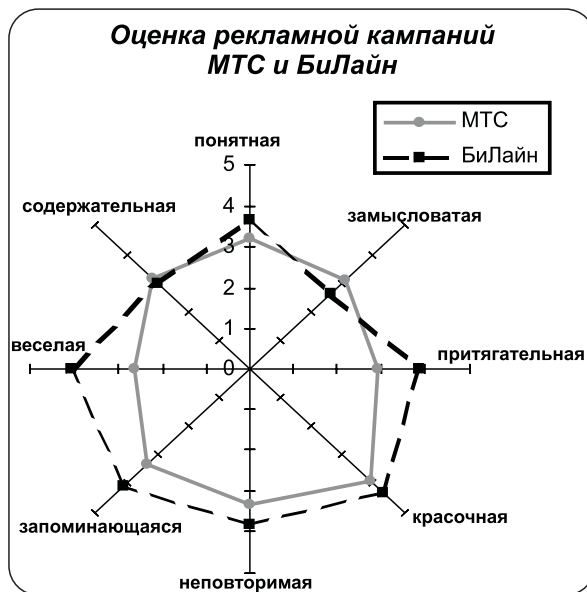 Оценка рекламной кампаний
МТС и БиЛайн
МТС
БиЛайн
понятная
5
содержательная
замысловатая
4
3
2
1
веселая
0
притягательная
запоминающаяся
красочная
неповторимая